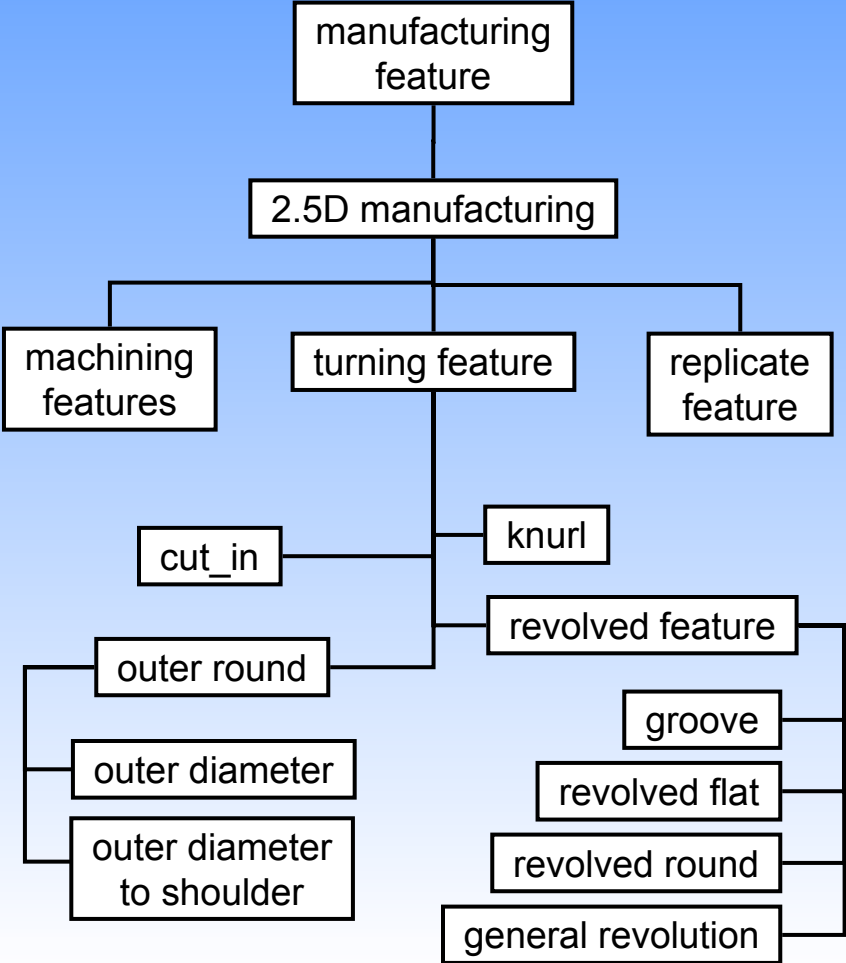 manufacturing
feature
2.5D manufacturing
machining
features
turning feature
replicate
feature
knurl
cut_in
revolved feature
outer round
groove
outer diameter
revolved flat
outer diameter
to shoulder
revolved round
general revolution